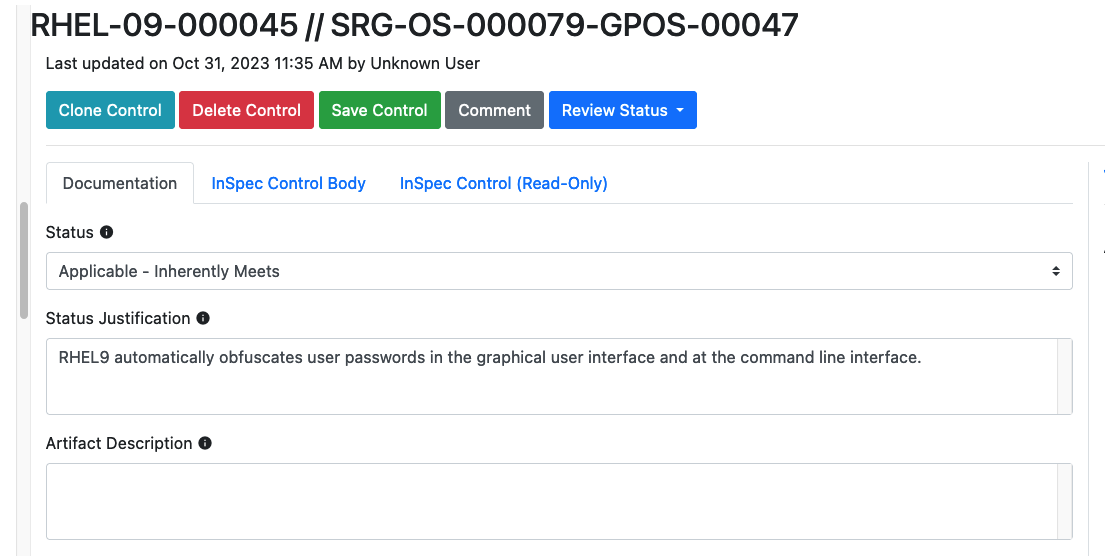 RHEL-09-000045 // SRG-OS-000079-GPOS-00047
Last updated on Oct 31, 2023 11:35 AM by Unknown User
Clone Control Delete Control Save Control Comment Review Status
Documentation InSpec Control Body InSpec Control (Read-Only)
Status
Applicable - Inherently Meets
Status Justification
RHEL9 automatically obfuscates user passwords in the graphical user interface and at the command line interface.
Artifact Description